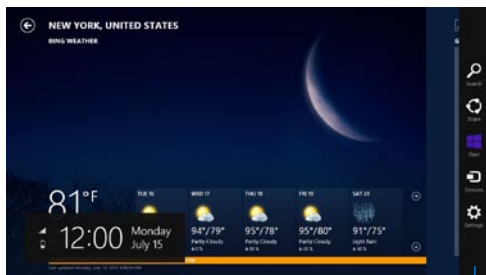 NEW YORK, UNITED STATES
BING WEATHER
81°F
TUE 16
WED 17
94°/79°
Partly Cloudy
THU 18
95°/78°
Partly Cloudy
FRI 19
95°/80°
Partly Cloudy
SAT 20
91°/75°
Light Rain
12:00 Monday
July 15
Search
Share
Start
Devices
Settings